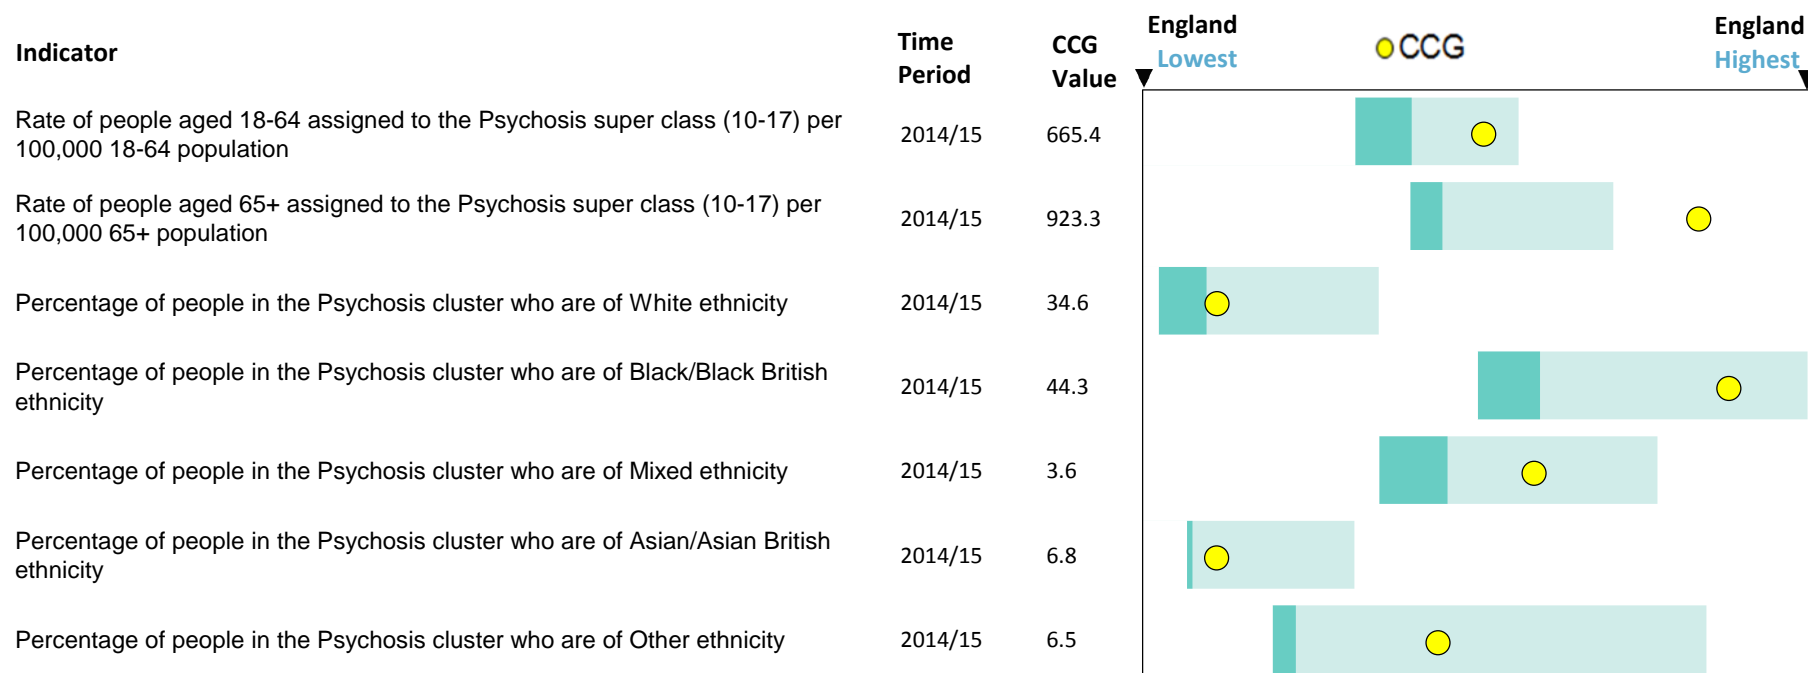 Indicator
Time
Period
CCG
Value
England
Lowest
CCG
England
Highest
Rate of people aged 18-64 assigned to the Psychosis super class (10-17) per
100,000 18-64 population
2014/15
665.4
Rate of people aged 65+ assigned to the Psychosis super class (10-17) per
100,000 65+ population
2014/15
923.3
Percentage of people in the Psychosis cluster who are of White ethnicity
2014/15
34.6
Percentage of people in the Psychosis cluster who are of Black/Black British
ethnicity
2014/15
44.3
Percentage of people in the Psychosis cluster who are of Mixed ethnicity
2014/15
3.6
Percentage of people in the Psychosis cluster who are of Asian/Asian British
ethnicity
2014/15
6.8
Percentage of people in the Psychosis cluster who are of Other ethnicity
2014/15
6.5